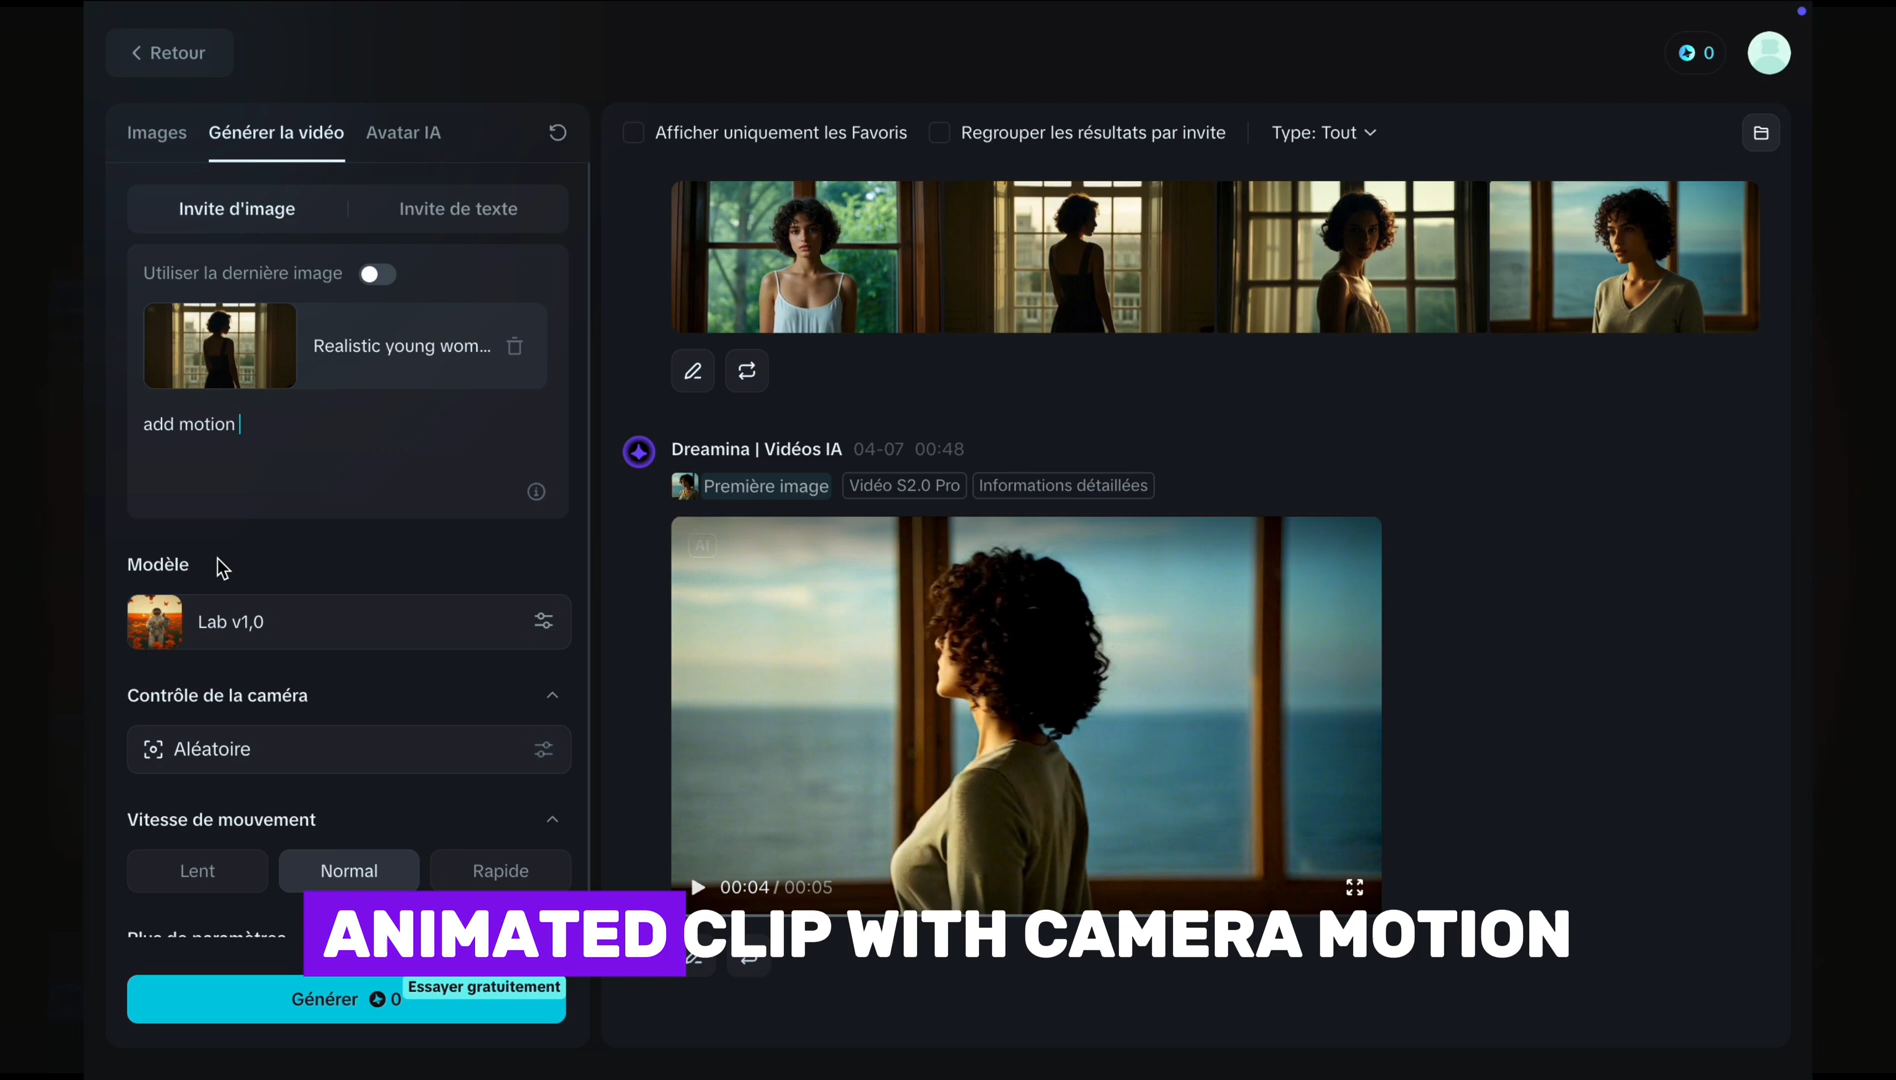 Retour
0
Images Générer la vidéo Avatar IA
Afficher uniquement les Favoris Regrouper les résultats par invite Type: Tout
Invite d'image Invite de texte
Utiliser la dernière image
Realistic young wom...
add motion
Dreamina | Vidéos IA 04-07 00:48
Première image Vidéo S2.0 Pro Informations détaillées
AI
Modèle
Lab v1,0
Contrôle de la caméra
Aléatoire
Vitesse de mouvement
Lent Normal Rapide
00:04 / 00:05
Plus de paramètres
ANIMATED CLIP WITH CAMERA MOTION
Essayer gratuitement
Générer 0